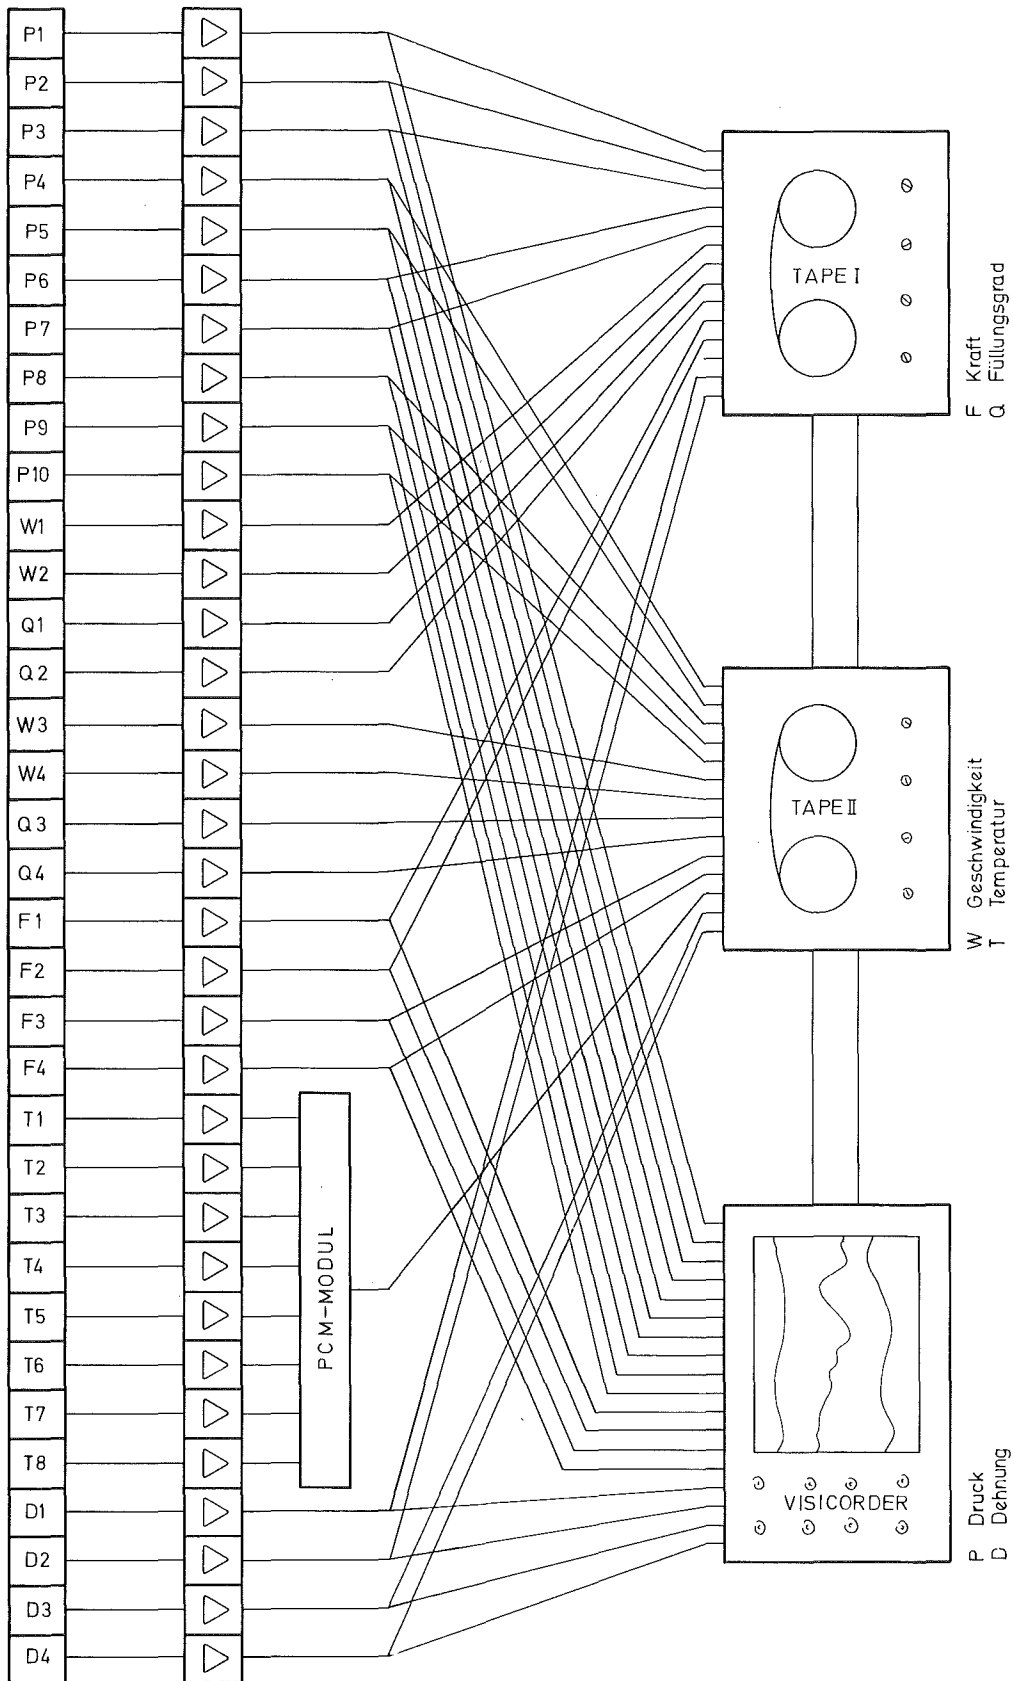 P1
P2
P3
P4
P5
P6
P7
P8
P9
P10
W1
W2
Q1
Q2
W3
W4
Q3
Q4
F1
F2
F3
F4
T1
T2
T3
T4
T5
T6
T7
T8
D1
D2
D3
D4
PCM-MODUL
TAPE I
TAPE II
VISICORDER
F Kraft
Q Füllungsgrad
W Geschwindigkeit
T Temperatur
P Druck
D Dehnung